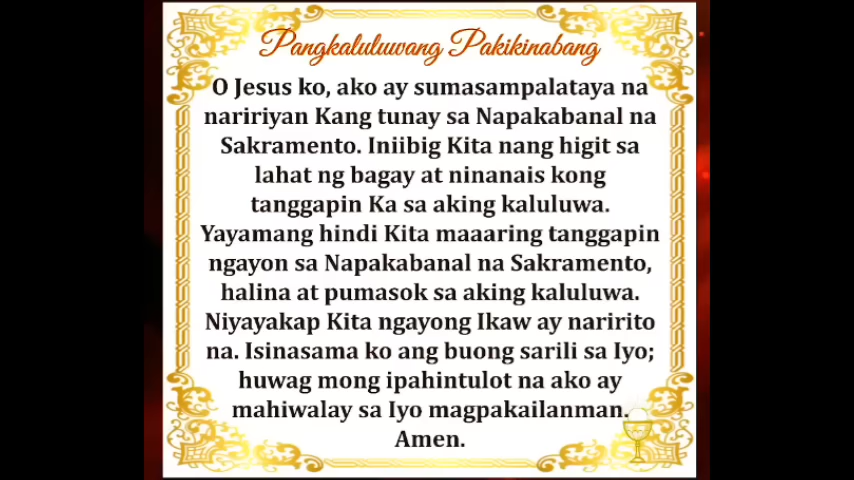 Pangkaluluwang Pakikinabang
O Jesus ko, ako ay sumasampalataya na
naririyan Kang tunay sa Napakabanal na
Sakramento. Iniibig Kita nang higit sa
lahat ng bagay at ninanais kong
tanggapin Ka sa aking kaluluwa.
Yayamang hindi Kita maaaring tanggapin
ngayon sa Napakabanal na Sakramento,
halina at pumasok sa aking kaluluwa.
Niyayakap Kita ngayong Ikaw ay naririto
na. Isinasama ko ang buong sarili sa Iyo;
huwag mong ipahintulot na ako ay
mahiwalay sa Iyo magpakailanman.
Amen.